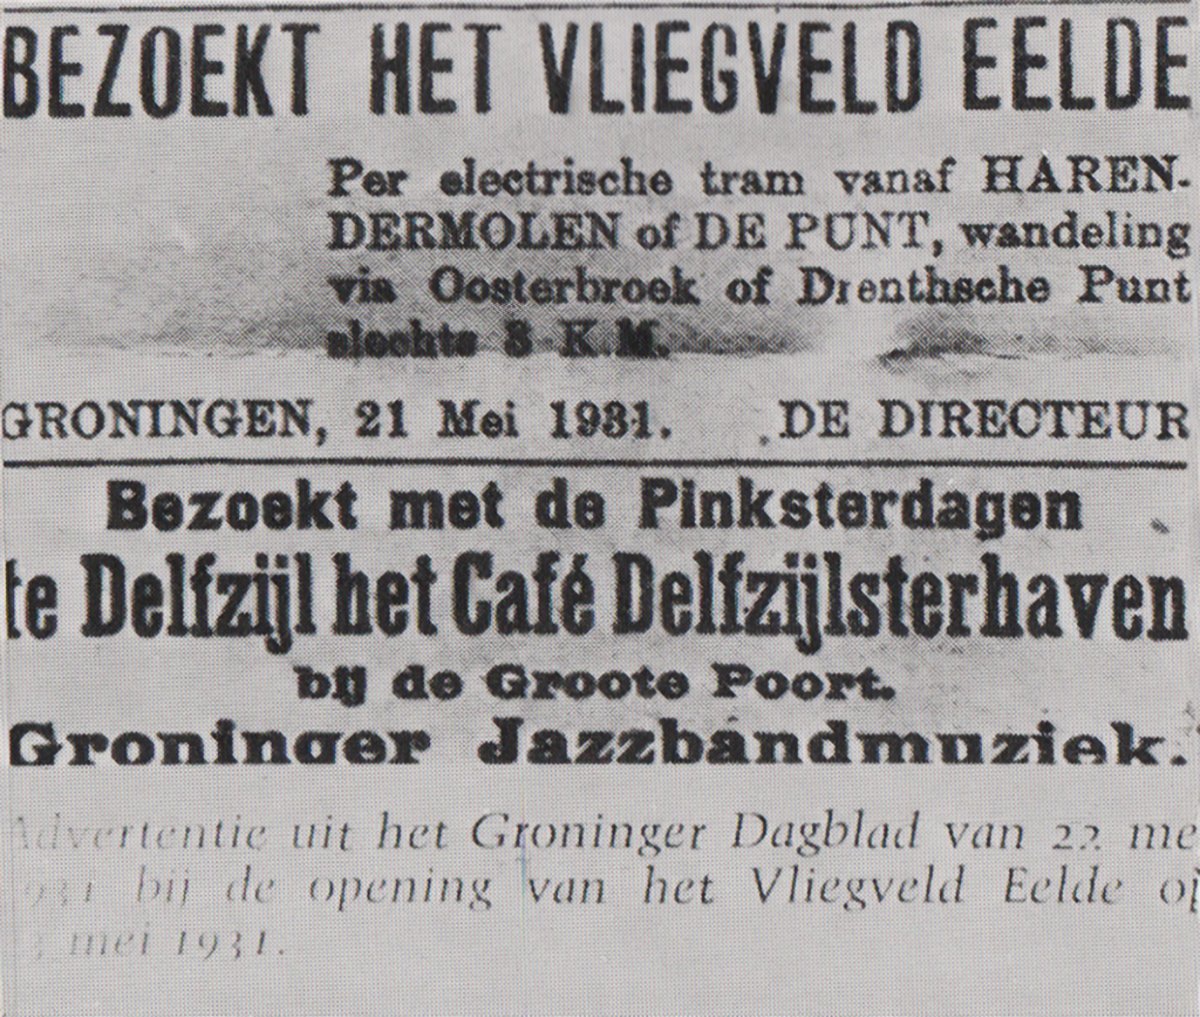 BEZOEKT HET VLIEGVELD EELDE
Per electrische tram vanaf HAREN-
DERMOLEN of DE PUNT, wandeling
via Oosterbroek of Drenthsche Punt
slechts 3 K.M.
GRONINGEN, 21 Mei 1931. DE DIRECTEUR
Bezoekt met de Pinksterdagen
te Delfzijl het Café Delfzijlsterhaven
bij de Groote Poort.
Groninger Jazzbandmuziek.
Advertentie uit het Groninger Dagblad van 22 mei
1931 bij de opening van het Vliegveld Eelde op
mei 1931.